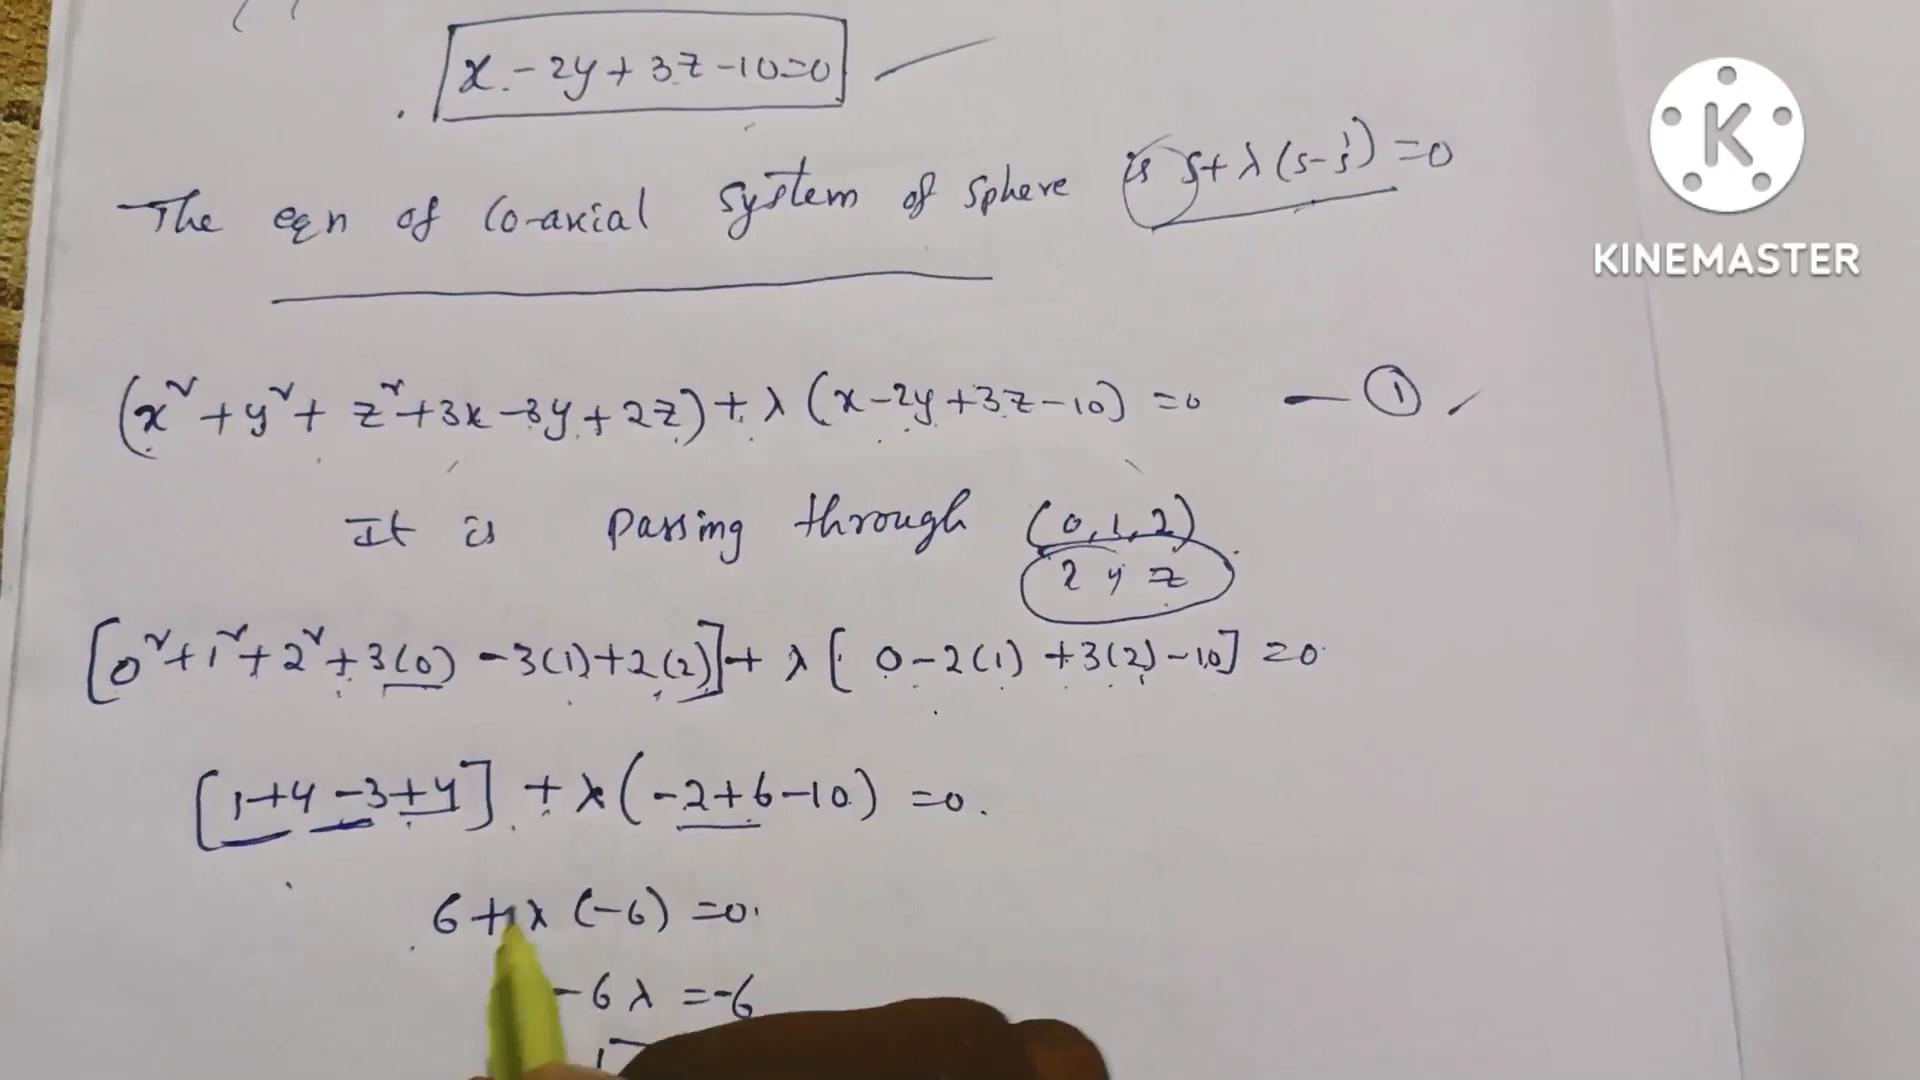 x - 2y + 3z - 10 = 0
The eqn of co-axial system of sphere is s + λ (s - s') = 0
(x² + y² + z² + 3x - 3y + 2z) + λ (x - 2y + 3z - 10) = 0 — ①
It is passing through (0, 1, 2)
x y z
[0² + 1² + 2² + 3(0) - 3(1) + 2(2)] + λ [0 - 2(1) + 3(2) - 10] = 0
[1 + 4 - 3 + 4] + λ (-2 + 6 - 10) = 0.
6 + λ (-6) = 0.
-6λ = -6
K
KINEMASTER